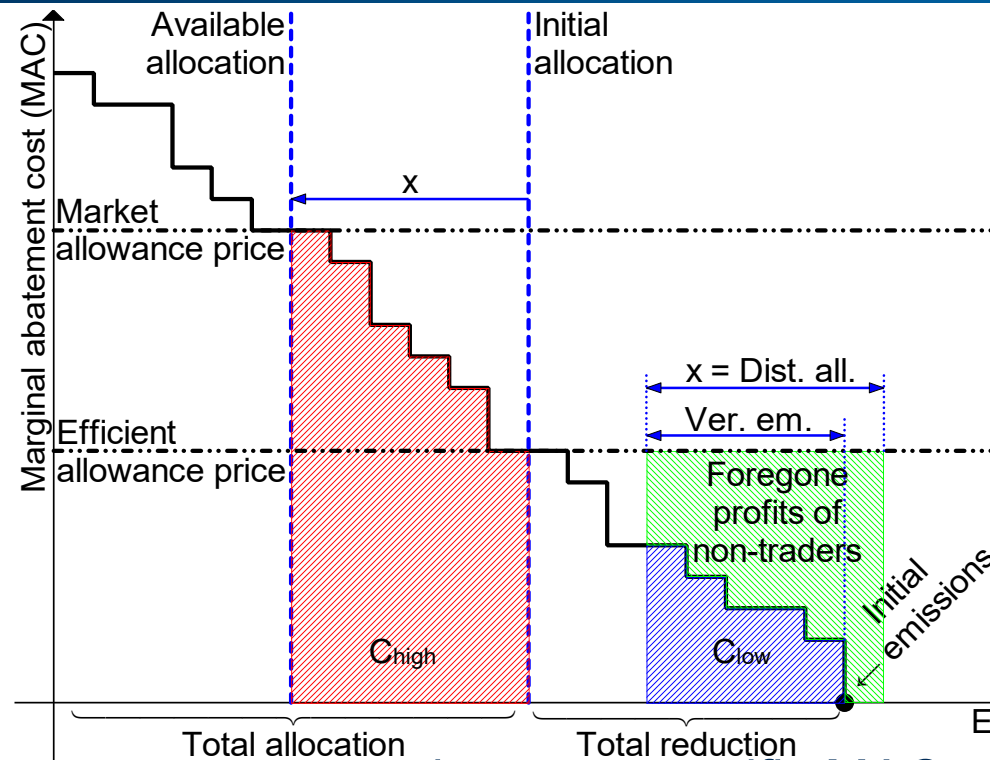 Available
allocation
Initial
allocation
Marginal abatement cost (MAC)
x
Market
allowance price
x = Dist. all.
Ver. em.
Efficient
allowance price
Foregone
profits of
non-traders
Initial
emissions
Chigh
Clow
E
Total allocation
Total reduction